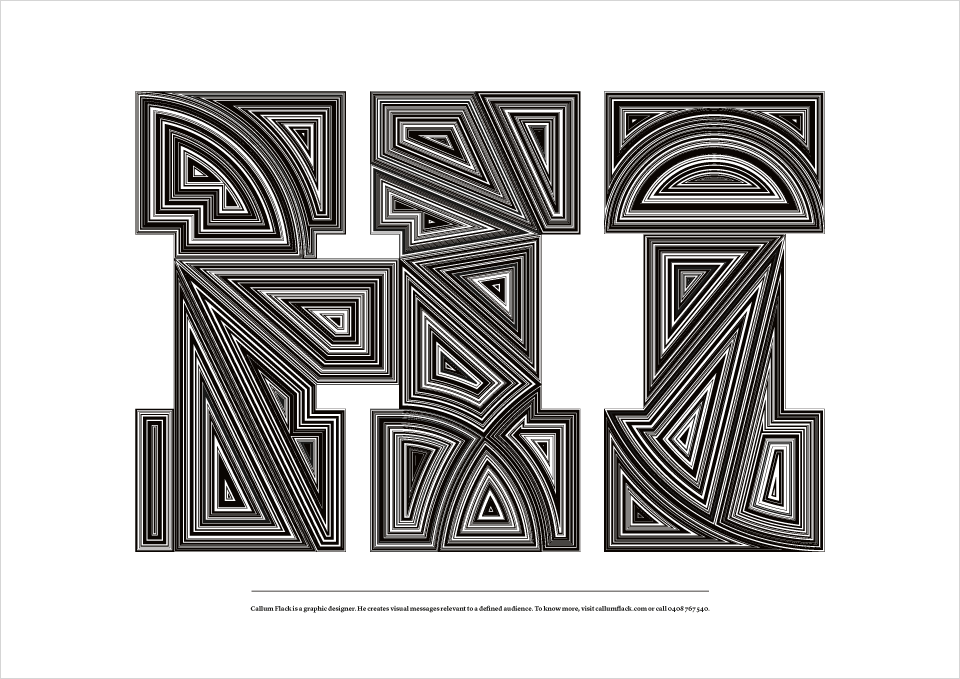 HI
Callum Flack is a graphic designer. He creates visual messages relevant to a defined audience. To know more, visit callumflack.com or call 0408 767 540.